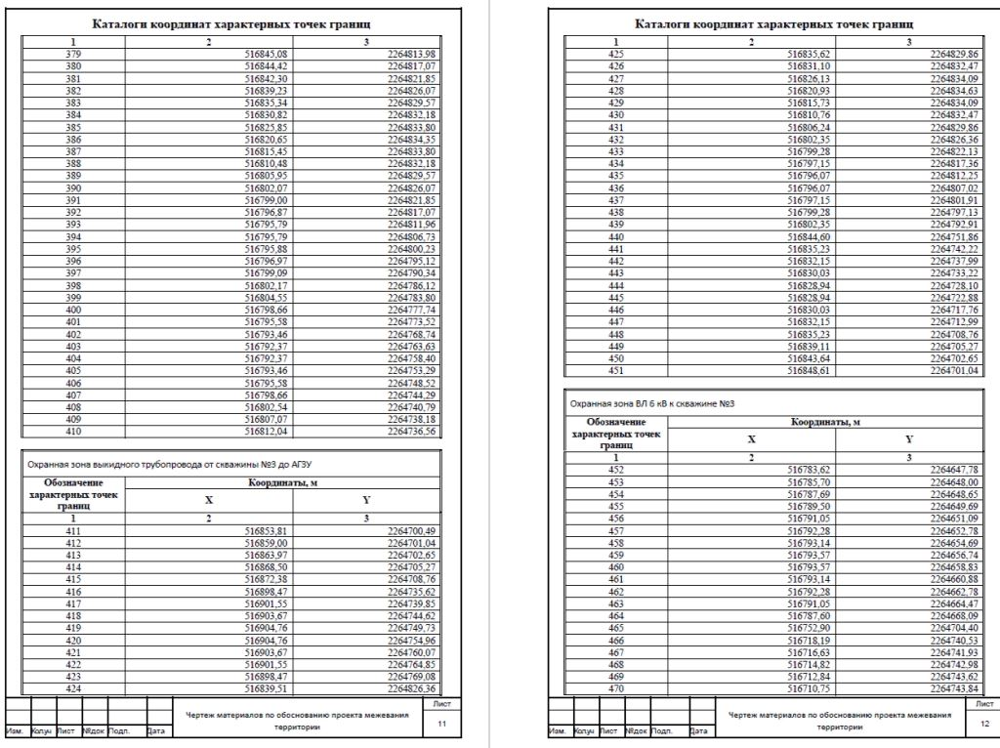 Каталоги координат характерных точек границ
1 2 3
379 516845,08 2264813,98
380 516844,42 2264817,07
381 516842,30 2264821,85
382 516839,23 2264826,07
383 516835,34 2264829,57
384 516830,82 2264832,18
385 516825,85 2264833,80
386 516820,65 2264834,35
387 516815,45 2264833,80
388 516810,48 2264832,18
389 516805,95 2264829,57
390 516802,07 2264826,07
391 516799,00 2264821,85
392 516796,87 2264817,07
393 516795,79 2264811,96
394 516795,79 2264806,73
395 516795,88 2264800,23
396 516796,97 2264795,12
397 516799,09 2264790,34
398 516802,17 2264786,12
399 516804,55 2264783,80
400 516798,66 2264777,74
401 516795,58 2264773,52
402 516793,46 2264768,74
403 516792,37 2264763,63
404 516792,37 2264758,40
405 516793,46 2264753,29
406 516795,58 2264748,52
407 516798,66 2264744,29
408 516802,54 2264740,79
409 516807,07 2264738,18
410 516812,04 2264736,56
Охранная зона выкидного трубопровода от скважины №3 до АГЗУ
Обозначение характерных точек границ Координаты, м
X Y
1 2 3
411 516853,81 2264700,49
412 516859,00 2264701,04
413 516863,97 2264702,65
414 516868,50 2264705,27
415 516872,38 2264708,76
416 516898,47 2264735,62
417 516901,55 2264739,85
418 516903,67 2264744,62
419 516904,76 2264749,73
420 516904,76 2264754,96
421 516903,67 2264760,07
422 516901,55 2264764,85
423 516898,47 2264769,08
424 516839,51 2264826,36
Изм. Колуч Лист №док Подп. Дата
Чертеж материалов по обоснованию проекта межевания
территории
Лист
11
Каталоги координат характерных точек границ
1 2 3
425 516835,62 2264829,86
426 516831,10 2264832,47
427 516826,13 2264834,09
428 516820,93 2264834,63
429 516815,73 2264834,09
430 516810,76 2264832,47
431 516806,24 2264829,86
432 516802,35 2264826,36
433 516799,28 2264822,13
434 516797,15 2264817,36
435 516796,07 2264812,25
436 516796,07 2264807,02
437 516797,15 2264801,91
438 516799,28 2264797,13
439 516802,35 2264792,91
440 516844,60 2264751,86
441 516835,23 2264742,22
442 516832,15 2264737,99
443 516830,03 2264733,22
444 516828,94 2264728,10
445 516828,94 2264722,88
446 516830,03 2264717,76
447 516832,15 2264712,99
448 516835,23 2264708,76
449 516839,11 2264705,27
450 516843,64 2264702,65
451 516848,61 2264701,04
Охранная зона ВЛ 6 кВ к скважине №3
Обозначение характерных точек границ Координаты, м
X Y
1 2 3
452 516783,62 2264647,78
453 516785,70 2264648,00
454 516787,69 2264648,65
455 516789,50 2264649,69
456 516791,05 2264651,09
457 516792,28 2264652,78
458 516793,14 2264654,69
459 516793,57 2264656,74
460 516793,57 2264658,83
461 516793,14 2264660,88
462 516792,28 2264662,78
463 516791,05 2264664,47
464 516787,60 2264668,09
465 516752,90 2264704,40
466 516718,19 2264740,53
467 516716,63 2264741,93
468 516714,82 2264742,98
469 516712,84 2264743,62
470 516710,75 2264743,84
Изм. Колуч Лист №док Подп. Дата
Чертеж материалов по обоснованию проекта межевания
территории
Лист
12